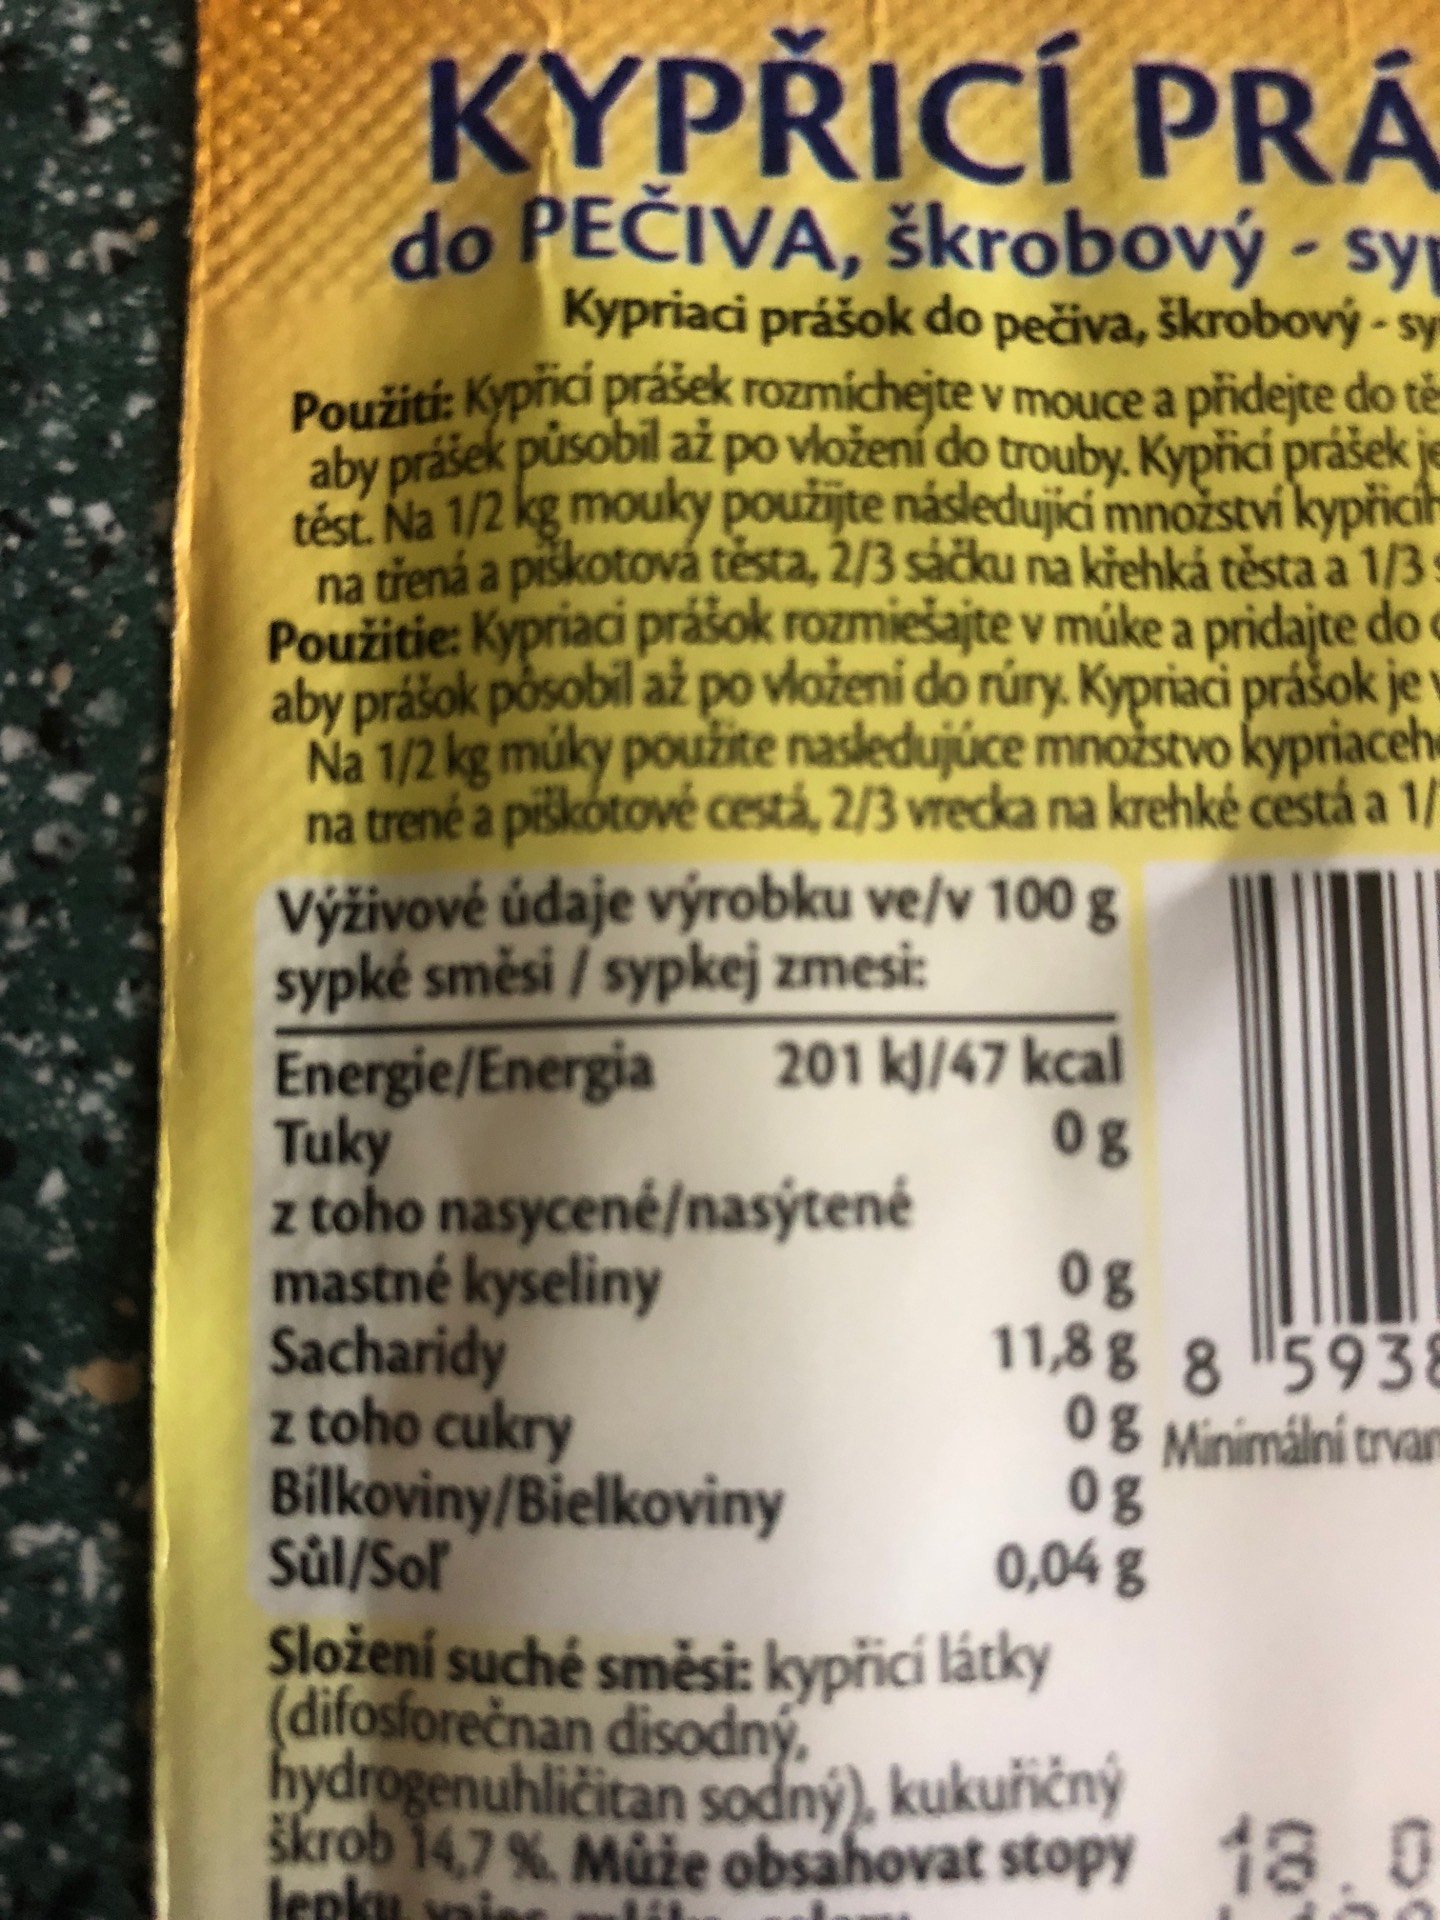 KYPŘICÍ PRÁ
do PEČIVA, škrobový - syp
Kypriaci prášok do pečiva, škrobový - sy
Použití: Kypřicí prášek rozmíchejte v mouce a přidejte do tě
aby prášek působil až po vložení do trouby. Kypřicí prášek je
těst. Na 1/2 kg mouky použijte následující množství kypřicíh
na třená a piškotová těsta, 2/3 sáčku na křehká těsta a 1/3 s
Použitie: Kypriaci prášok rozmiešajte v múke a pridajte do c
aby prášok pôsobil až po vložení do rúry. Kypriaci prášok je v
Na 1/2 kg múky použite nasledujúce množstvo kypriaceho
na trené a piškótové cestá, 2/3 vrecka na krehké cestá a 1/
Výživové údaje výrobku ve/v 100 g
sypké směsi / sypkej zmesi:
Energie/Energia 201 kJ/47 kcal
Tuky 0 g
z toho nasycené/nasýtené
mastné kyseliny 0 g
Sacharidy 11,8 g
z toho cukry 0 g
Bílkoviny/Bielkoviny 0 g
Sůl/Soľ 0,04 g
8 5938
Minimální trvan
Složení suché směsi: kypřicí látky
(difosforečnan disodný,
hydrogenuhličitan sodný), kukuřičný
škrob 14,7 %. Může obsahovat stopy
lepku,
18. 0